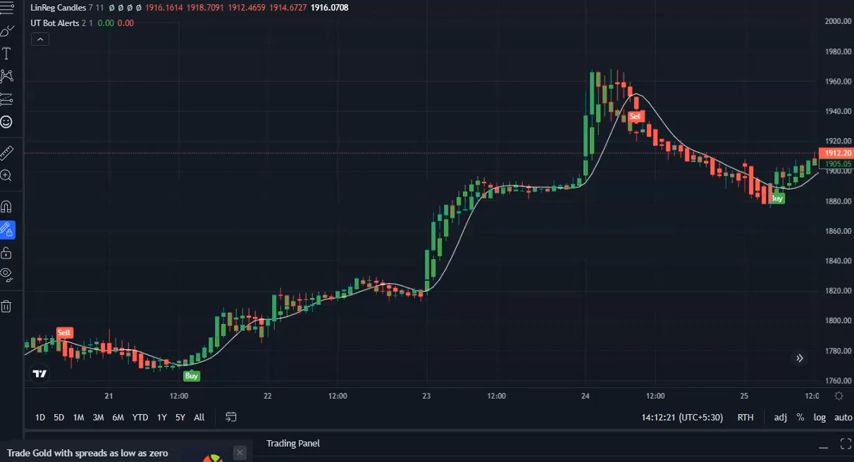 LinReg Candles 7 11 Ø Ø Ø Ø 1916.1614 1918.7091 1912.4659 1914.6727 1916.0708
UT Bot Alerts 2 1 0.00 0.00
2000.00
1980.00
1960.00
1940.00
Sell
1920.00
1912.20
1905.05
1900.00
Buy
1880.00
1860.00
1840.00
1820.00
1800.00
Sell
1780.00
Buy
1760.00
21 12:00 22 12:00 23 12:00 24 12:00 25 12:0
1D 5D 1M 3M 6M YTD 1Y 5Y All 14:12:21 (UTC+5:30) RTH adj % log auto
Trading Panel
Trade Gold with spreads as low as zero